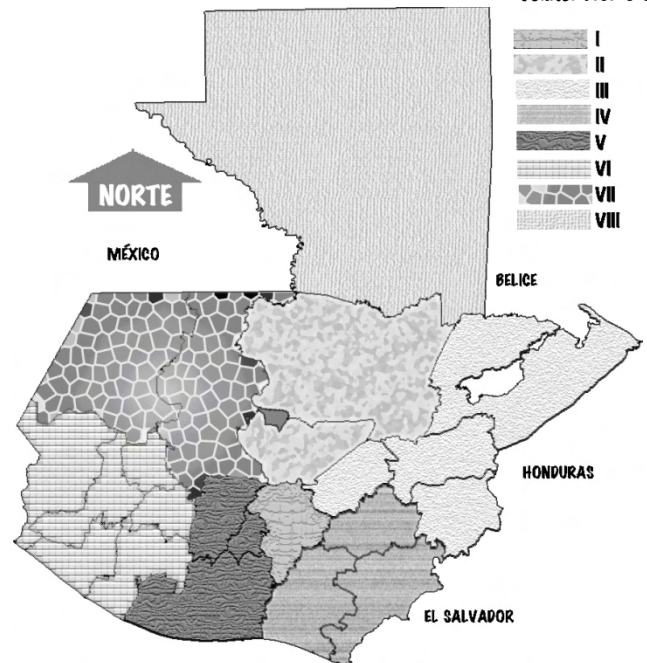 I
II
III
IV
V
VI
VII
VIII
NORTE
MÉXICO
BELICE
HONDURAS
EL SALVADOR